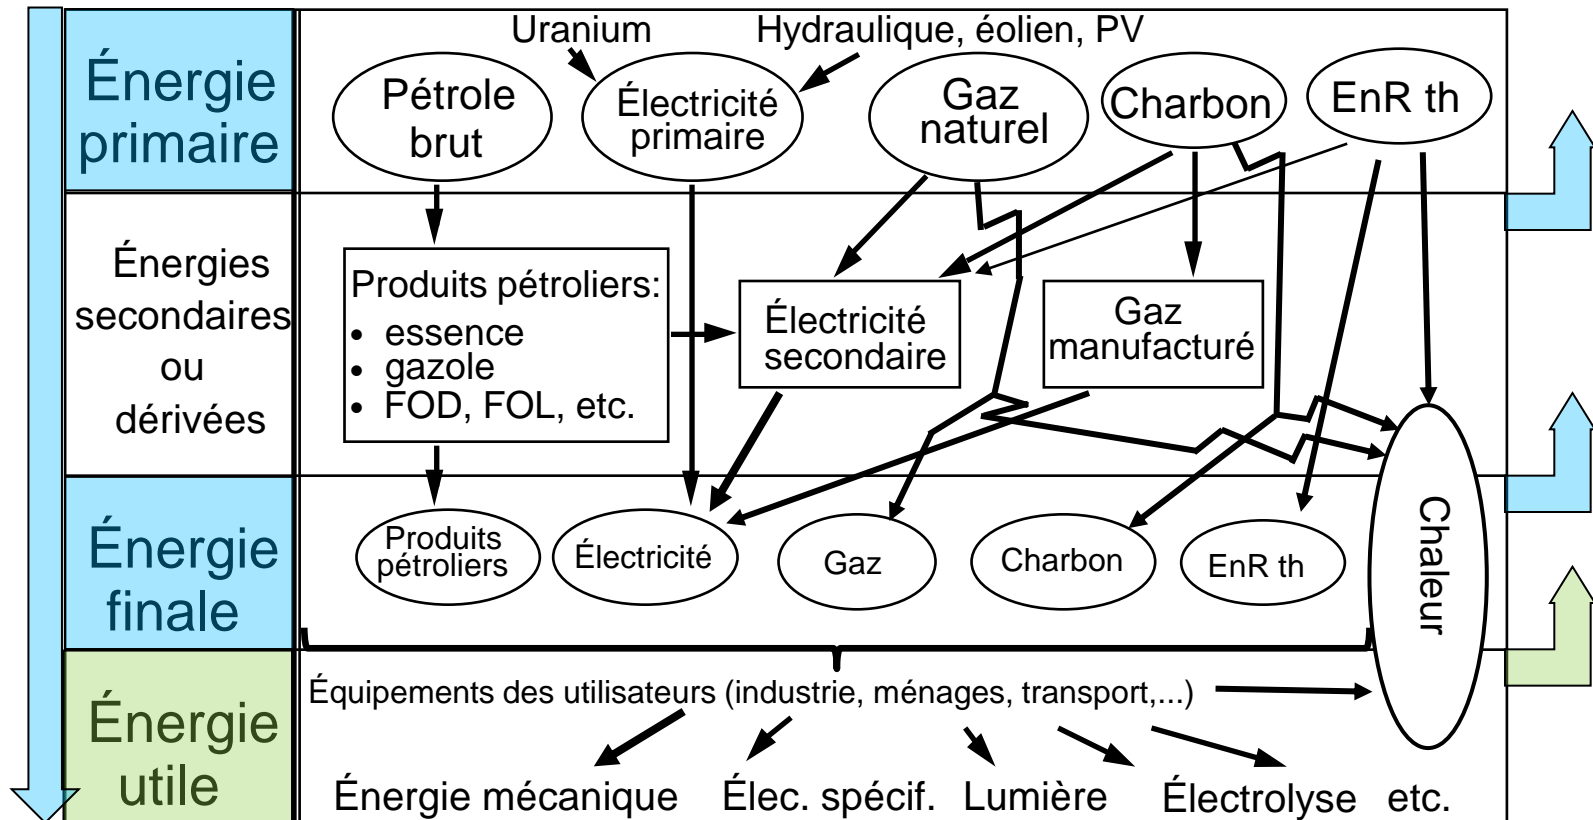 Uranium
Hydraulique, éolien, PV
Énergie
primaire
Pétrole
brut
Électricité
primaire
Gaz
naturel
Charbon
EnR th
Énergies
secondaires
ou
dérivées
Produits pétroliers:
• essence
• gazole
• FOD, FOL, etc.
Électricité
secondaire
Gaz
manufacturé
Énergie
finale
Produits
pétroliers
Électricité
Gaz
Charbon
EnR th
Chaleur
Énergie
utile
Équipements des utilisateurs (industrie, ménages, transport,...)
Énergie mécanique
Élec. spécif.
Lumière
Électrolyse
etc.